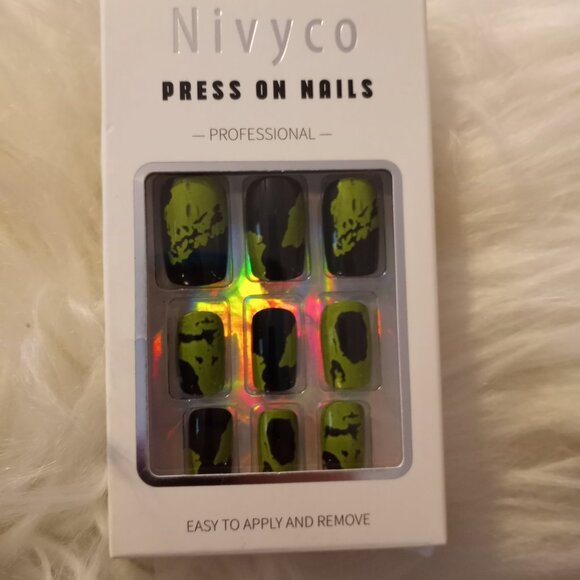 Nivyco
PRESS ON NAILS
— PROFESSIONAL —
EASY TO APPLY AND REMOVE